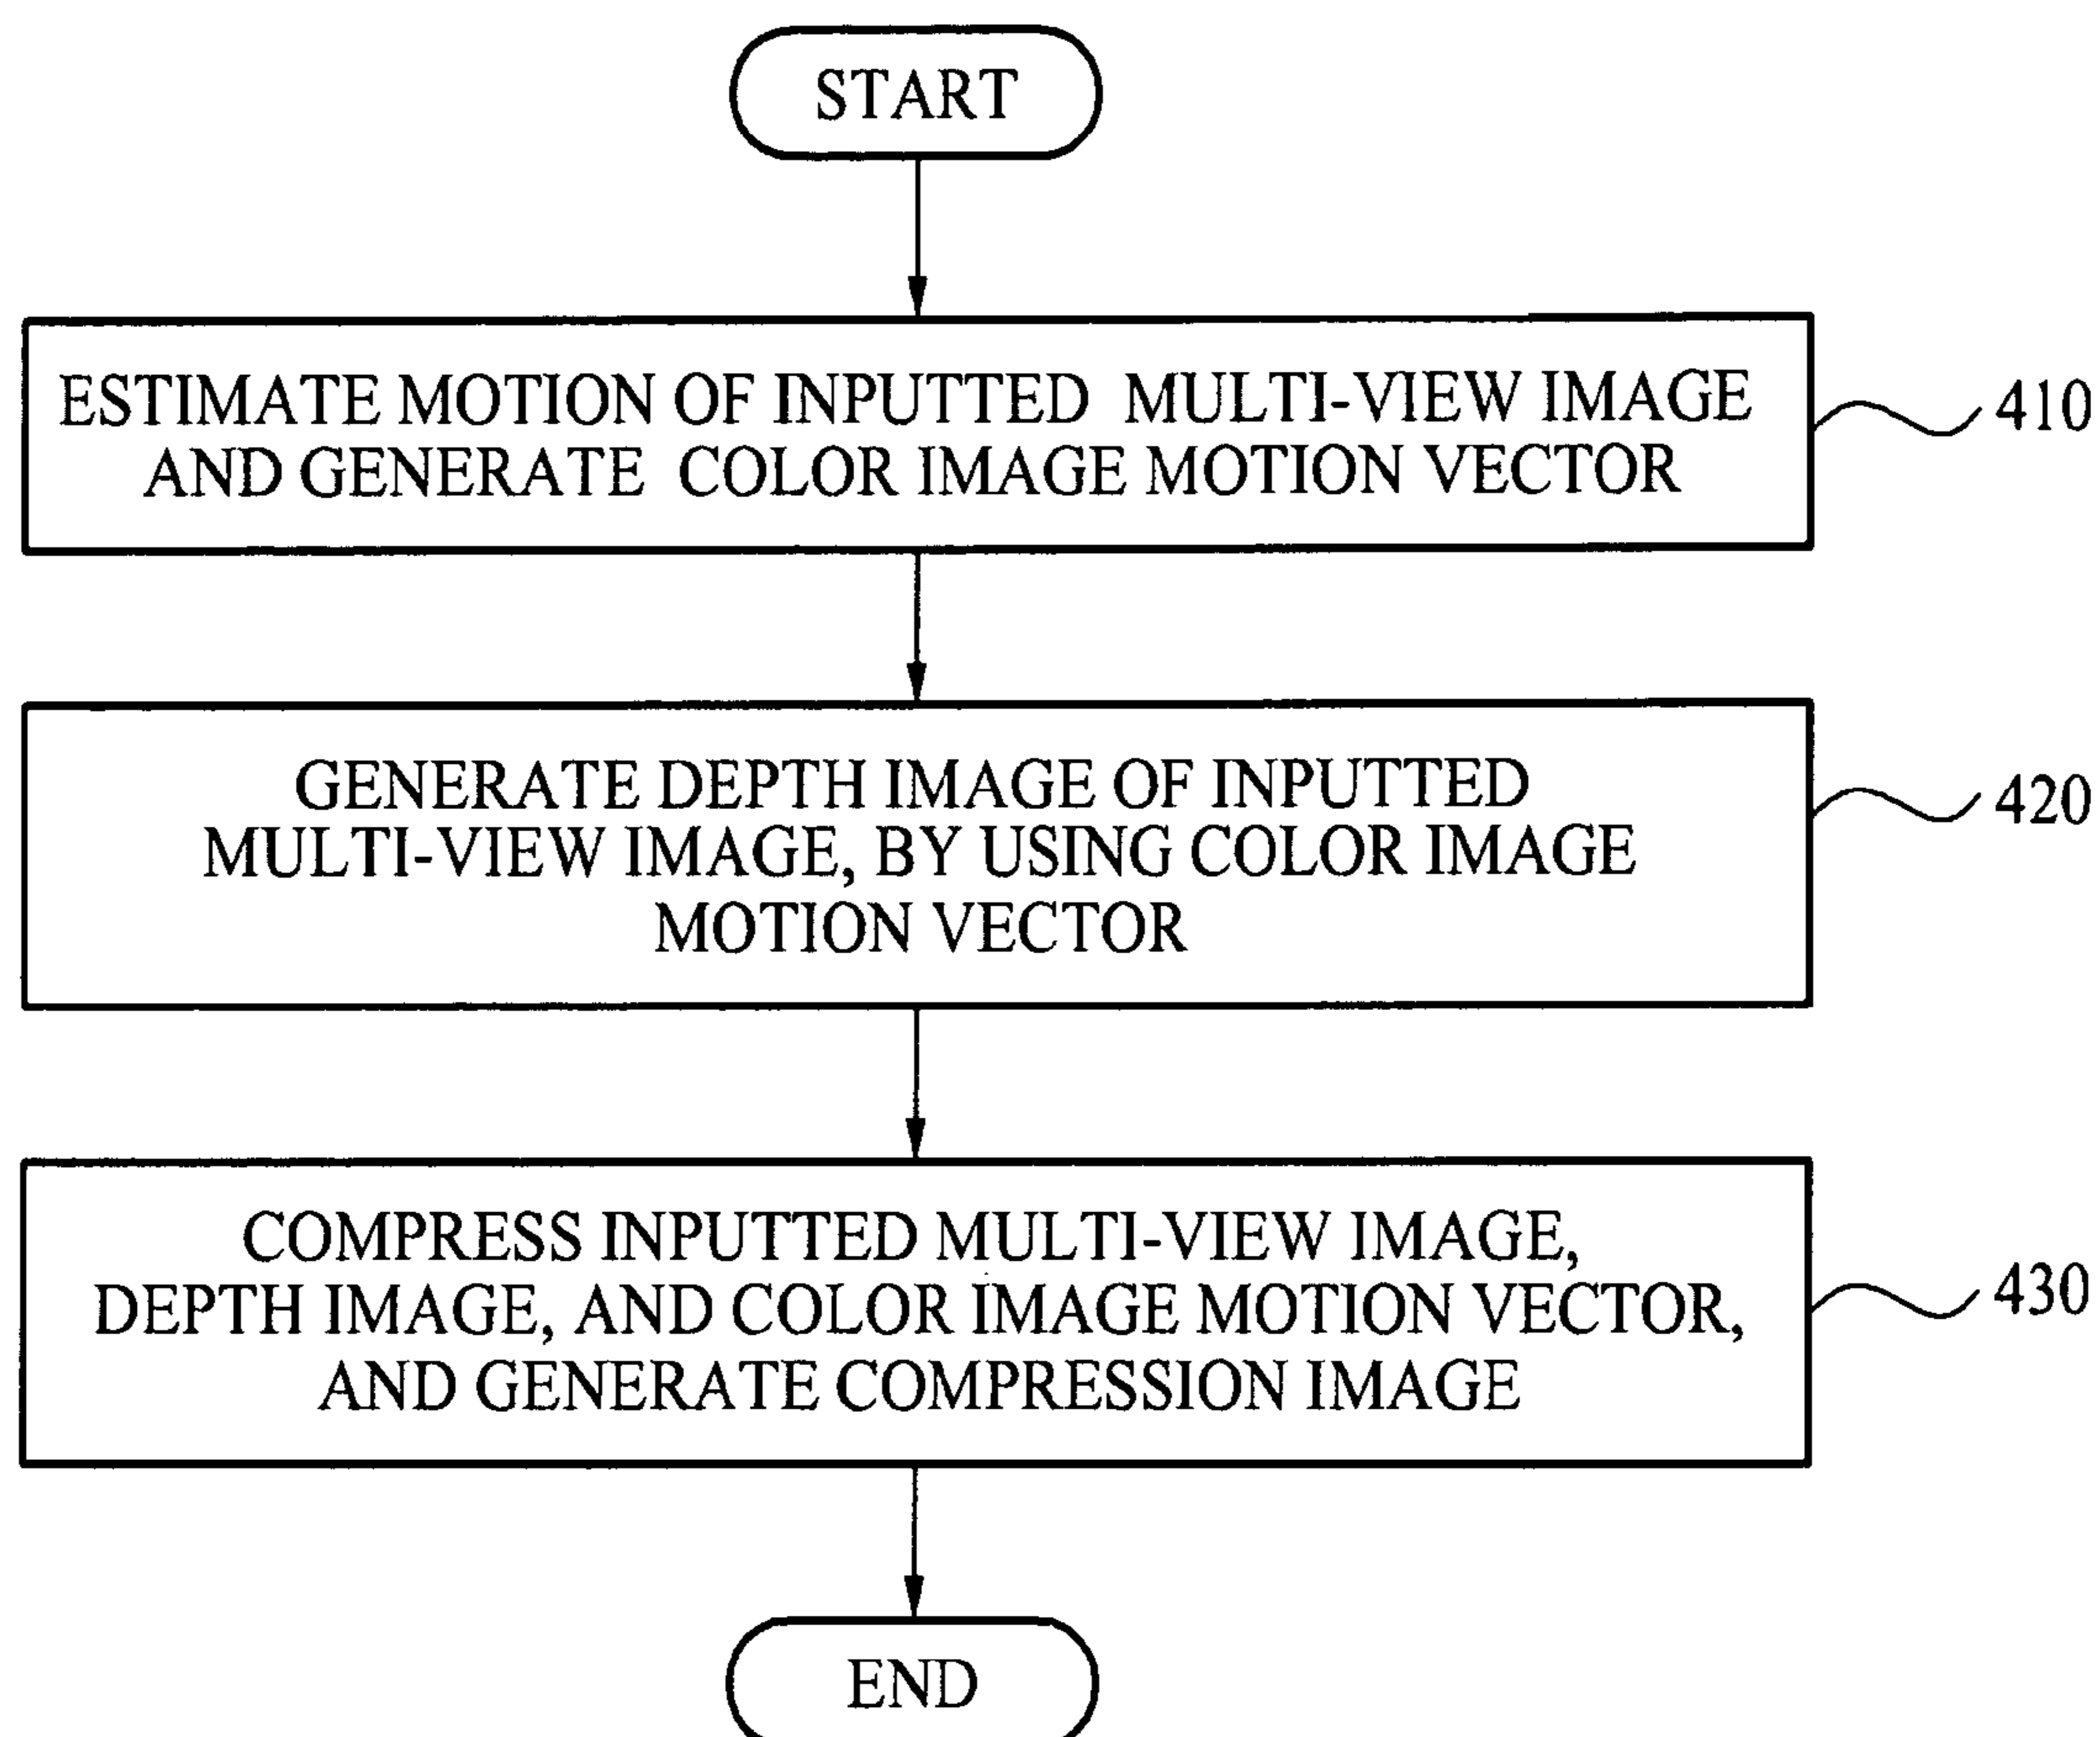 START
ESTIMATE MOTION OF INPUTTED MULTI-VIEW IMAGE
AND GENERATE COLOR IMAGE MOTION VECTOR
410
GENERATE DEPTH IMAGE OF INPUTTED
MULTI-VIEW IMAGE, BY USING COLOR IMAGE
MOTION VECTOR
420
COMPRESS INPUTTED MULTI-VIEW IMAGE,
DEPTH IMAGE, AND COLOR IMAGE MOTION VECTOR,
AND GENERATE COMPRESSION IMAGE
430
END